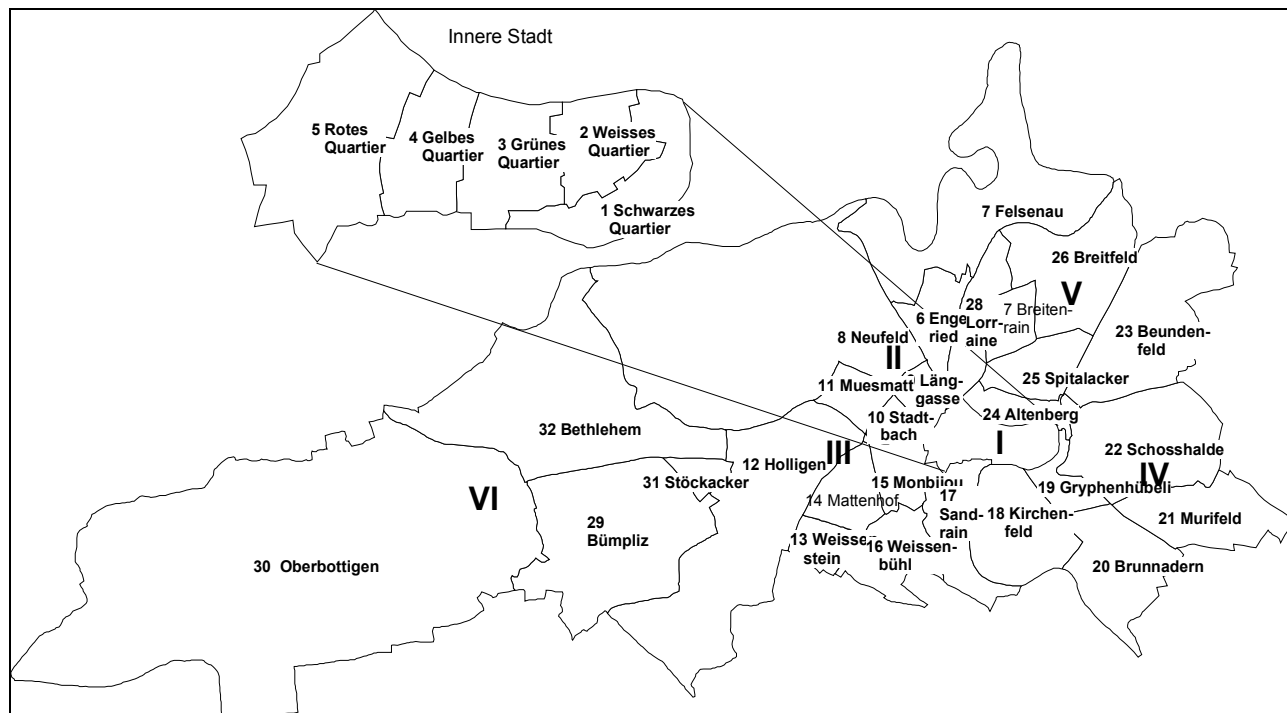 Innere Stadt
5 Rotes
Quartier
4 Gelbes
Quartier
3 Grünes
Quartier
2 Weisses
Quartier
1 Schwarzes
Quartier
7 Felsenau
26 Breitfeld
V
28
Lorr-
aine
7 Breiten-
rain
6 Enge
ried
23 Beunden-
feld
8 Neufeld
II
25 Spitalacker
11 Muesmatt
Läng-
gasse
24 Altenberg
10 Stadt-
bach
I
32 Bethlehem
III
12 Holligen
22 Schosshalde
IV
31 Stöckacker
15 Monbijou
19 Gryphenhübeli
VI
14 Mattenhof
17
Sand-
rain
18 Kirchen-
feld
21 Murifeld
29
Bümpliz
13 Weissen
stein
16 Weissen-
bühl
30 Oberbottigen
20 Brunnadern